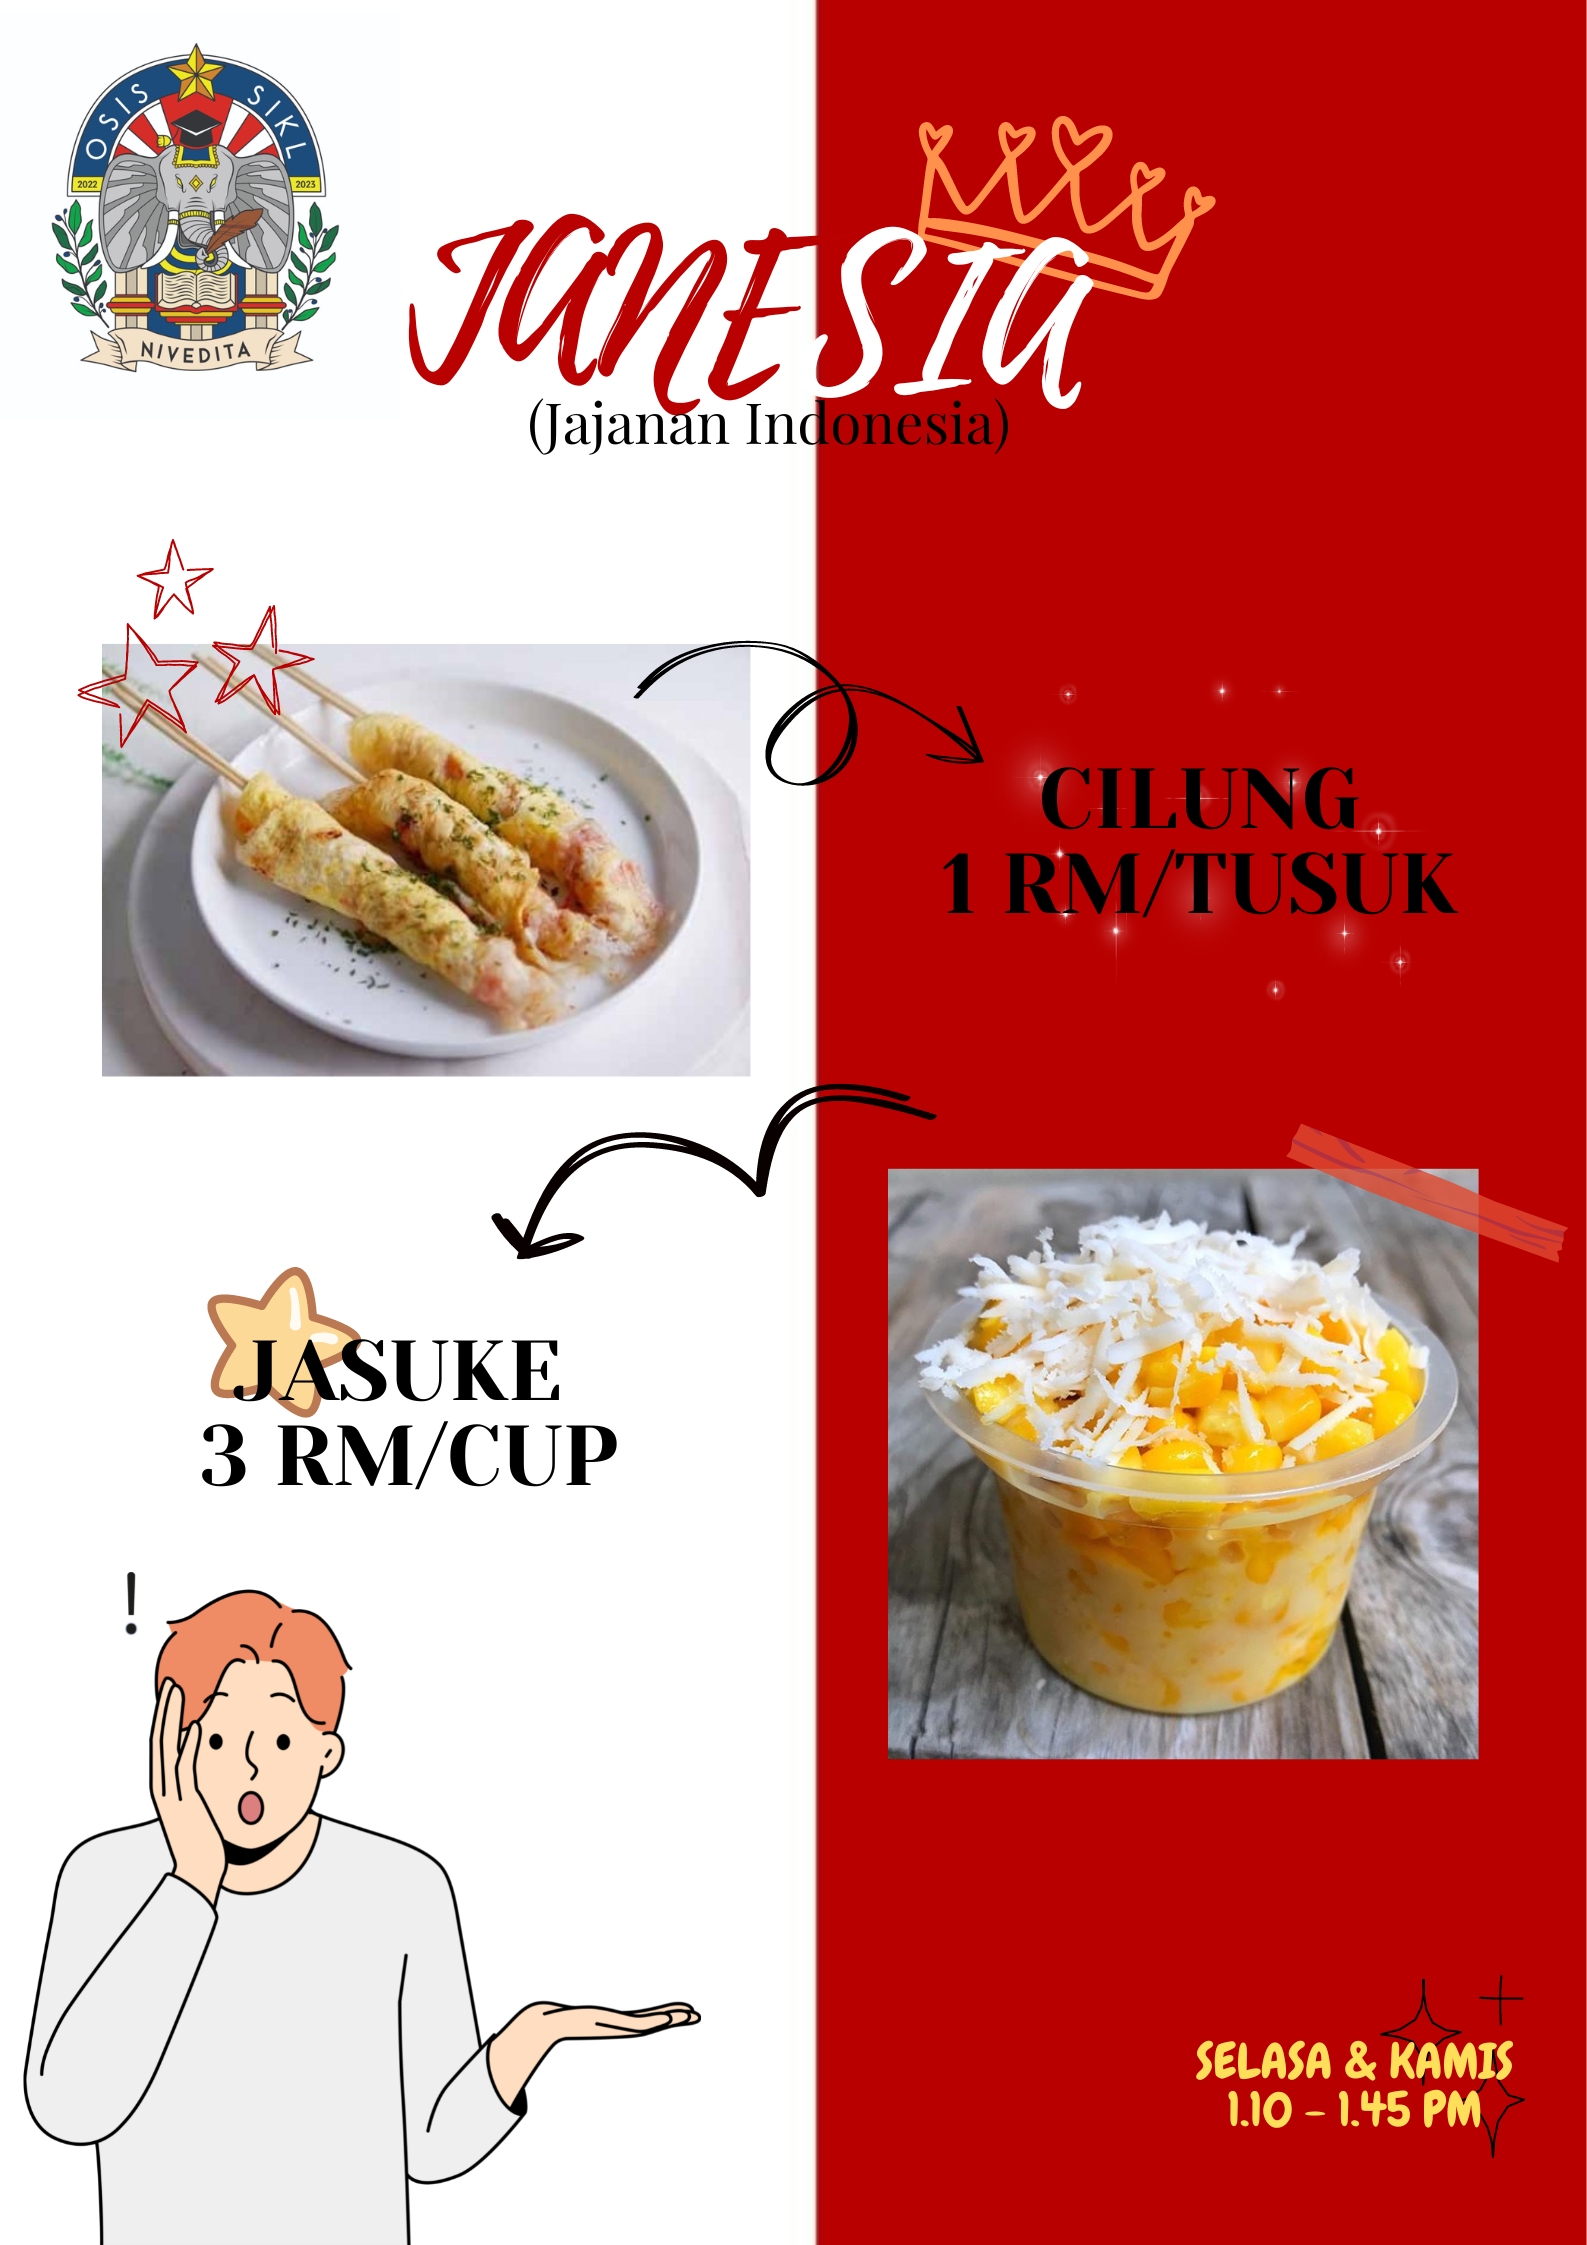 OSIS SIKL
2022 2023
NIVEDITA
JANESIA
(Jajanan Indonesia)
CILUNG
1 RM/TUSUK
JASUKE
3 RM/CUP
!
SELASA & KAMIS
1.10 - 1.45 PM